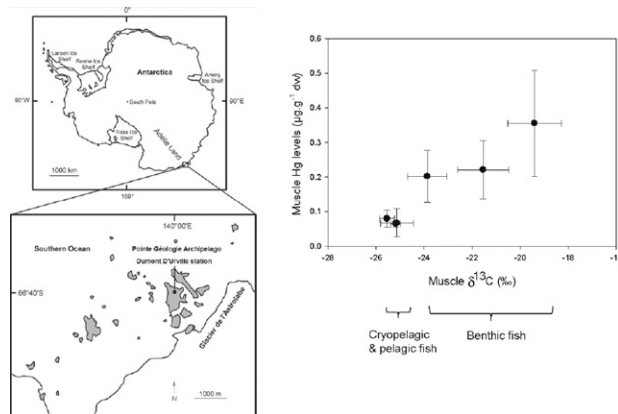 0°
Larsen Ice
Shelf
Ronne Ice
Shelf
Antarctica
Amery
Ice Shelf
90°W
South Pole
90°E
Ross Ice
Shelf
Adélie Land
1000 km
180°
140°00'E
Southern Ocean
Pointe Géologie Archipelago
Dumont D'Urville station
66°40'S
Glacier de l'Astrolabe
N
1000 m
Muscle Hg levels (µg.g-1 dw)
0.6
0.5
0.4
0.3
0.2
0.1
0.0
-28
-26
-24
-22
-20
-18
-1
Muscle δ13C (‰)
Cryopelagic
& pelagic fish
Benthic fish